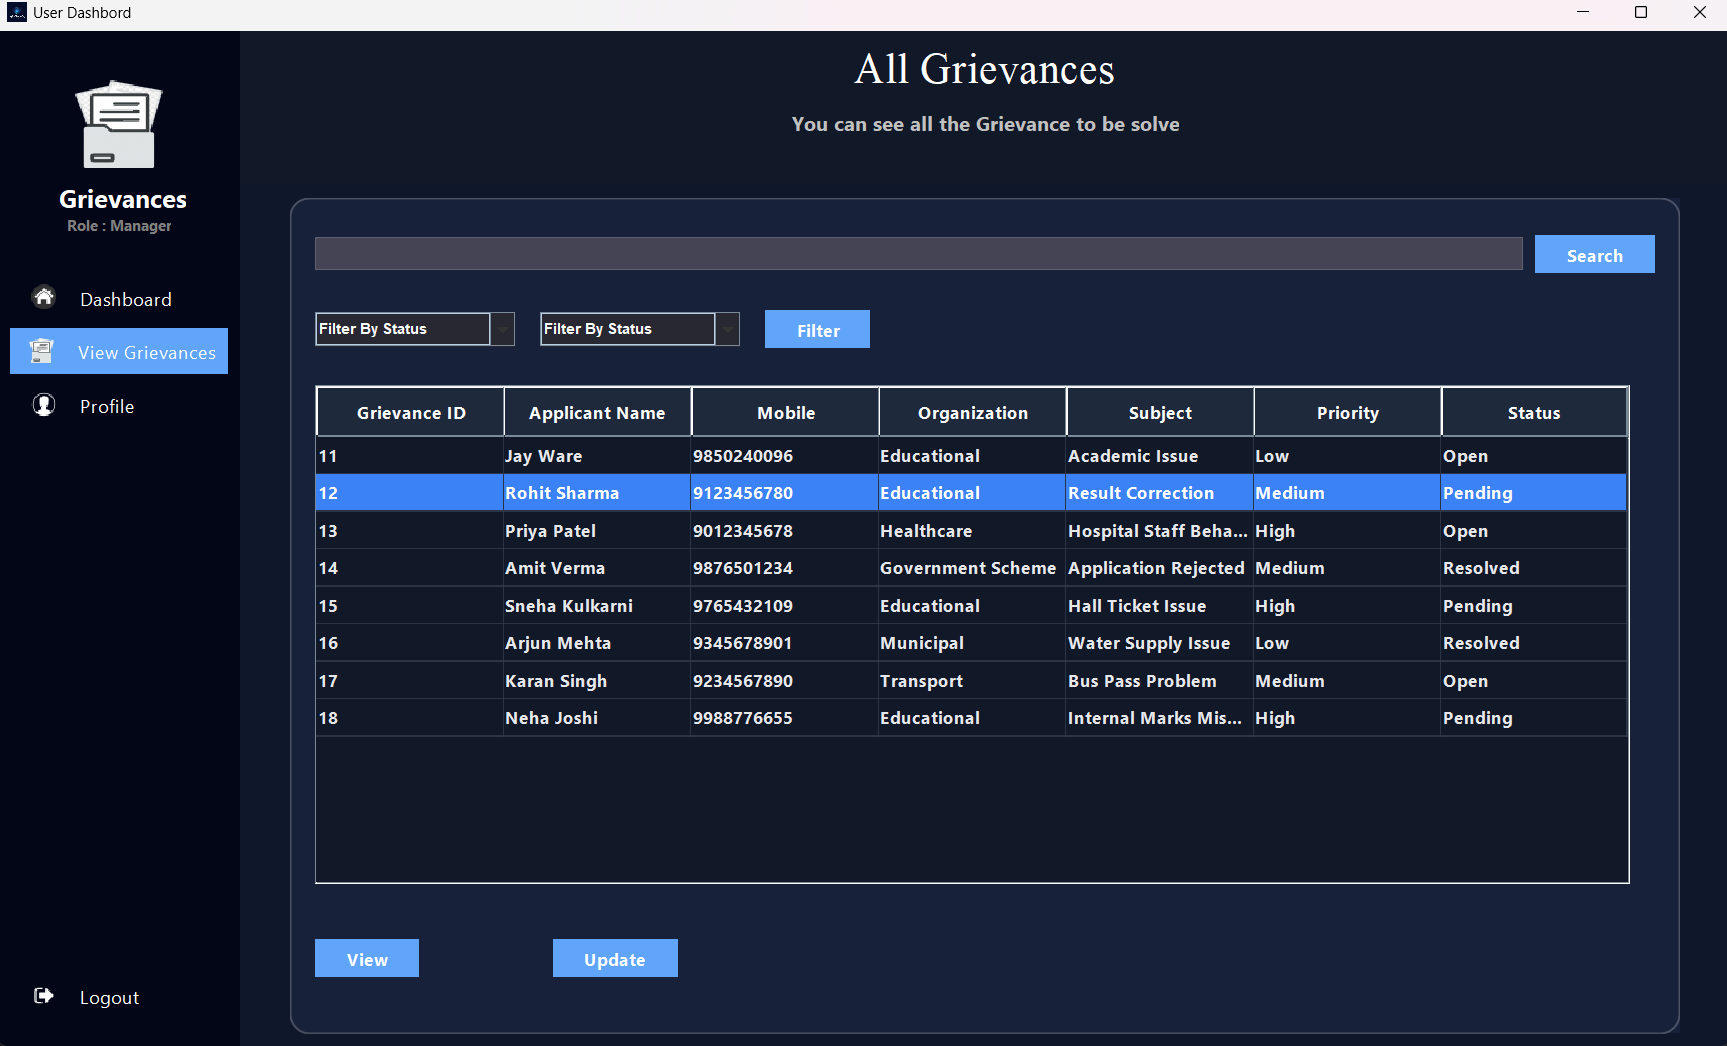 User Dashbord
All Grievances
You can see all the Grievance to be solve
Grievances
Role : Manager
Dashboard
View Grievances
Profile
Logout
Search
Filter By Status Filter By Status Filter
Grievance ID Applicant Name Mobile Organization Subject Priority Status
11 Jay Ware 9850240096 Educational Academic Issue Low Open
12 Rohit Sharma 9123456780 Educational Result Correction Medium Pending
13 Priya Patel 9012345678 Healthcare Hospital Staff Beha... High Open
14 Amit Verma 9876501234 Government Scheme Application Rejected Medium Resolved
15 Sneha Kulkarni 9765432109 Educational Hall Ticket Issue High Pending
16 Arjun Mehta 9345678901 Municipal Water Supply Issue Low Resolved
17 Karan Singh 9234567890 Transport Bus Pass Problem Medium Open
18 Neha Joshi 9988776655 Educational Internal Marks Mis... High Pending
View Update